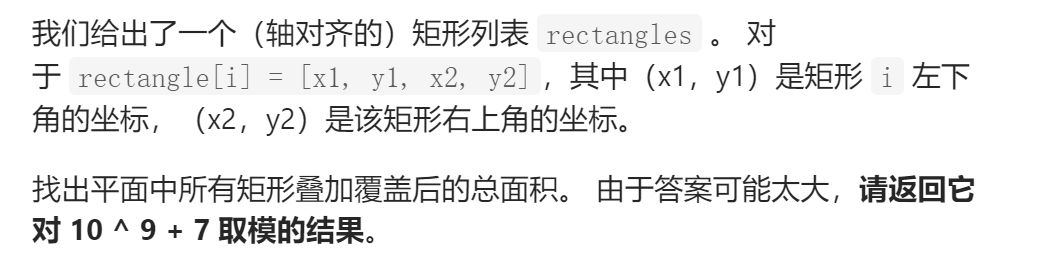 我们给出了一个（轴对齐的）矩形列表 rectangles 。 对
于 rectangle[i] = [x1, y1, x2, y2]，其中（x1，y1）是矩形 i 左下
角的坐标，（x2，y2）是该矩形右上角的坐标。
找出平面中所有矩形叠加覆盖后的总面积。 由于答案可能太大，请返回它
对 10 ^ 9 + 7 取模的结果。